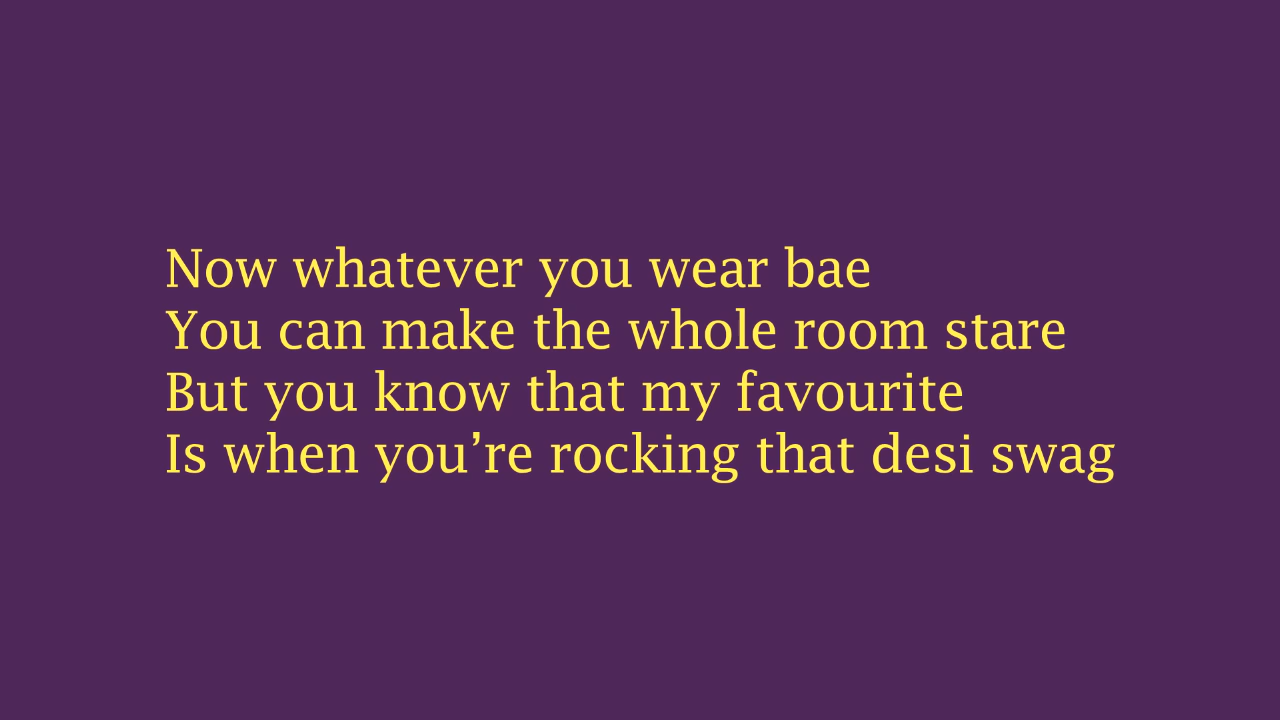 Now whatever you wear bae
You can make the whole room stare
But you know that my favourite
Is when you’re rocking that desi swag